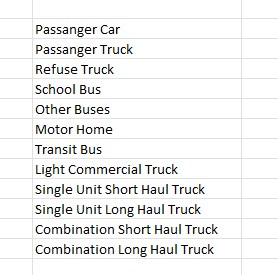 Passanger Car
Passanger Truck
Refuse Truck
School Bus
Other Buses
Motor Home
Transit Bus
Light Commercial Truck
Single Unit Short Haul Truck
Single Unit Long Haul Truck
Combination Short Haul Truck
Combination Long Haul Truck